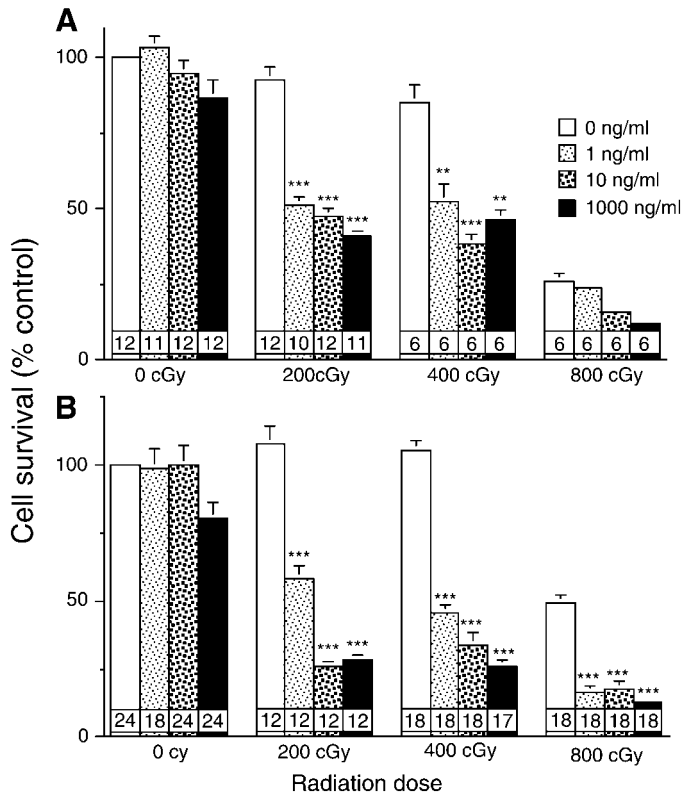 A
100
50
0
0 ng/ml
1 ng/ml
10 ng/ml
1000 ng/ml
***
***
***
**
***
**
12 11 12 12
12 10 12 11
6 6 6 6
6 6 6 6
0 cGy
200cGy
400 cGy
800 cGy
Cell survival (% control)
B
100
50
0
***
***
***
***
***
***
***
***
***
24 18 24 24
12 12 12 12
18 18 18 17
18 18 18 18
0 cy
200 cGy
400 cGy
800 cGy
Radiation dose